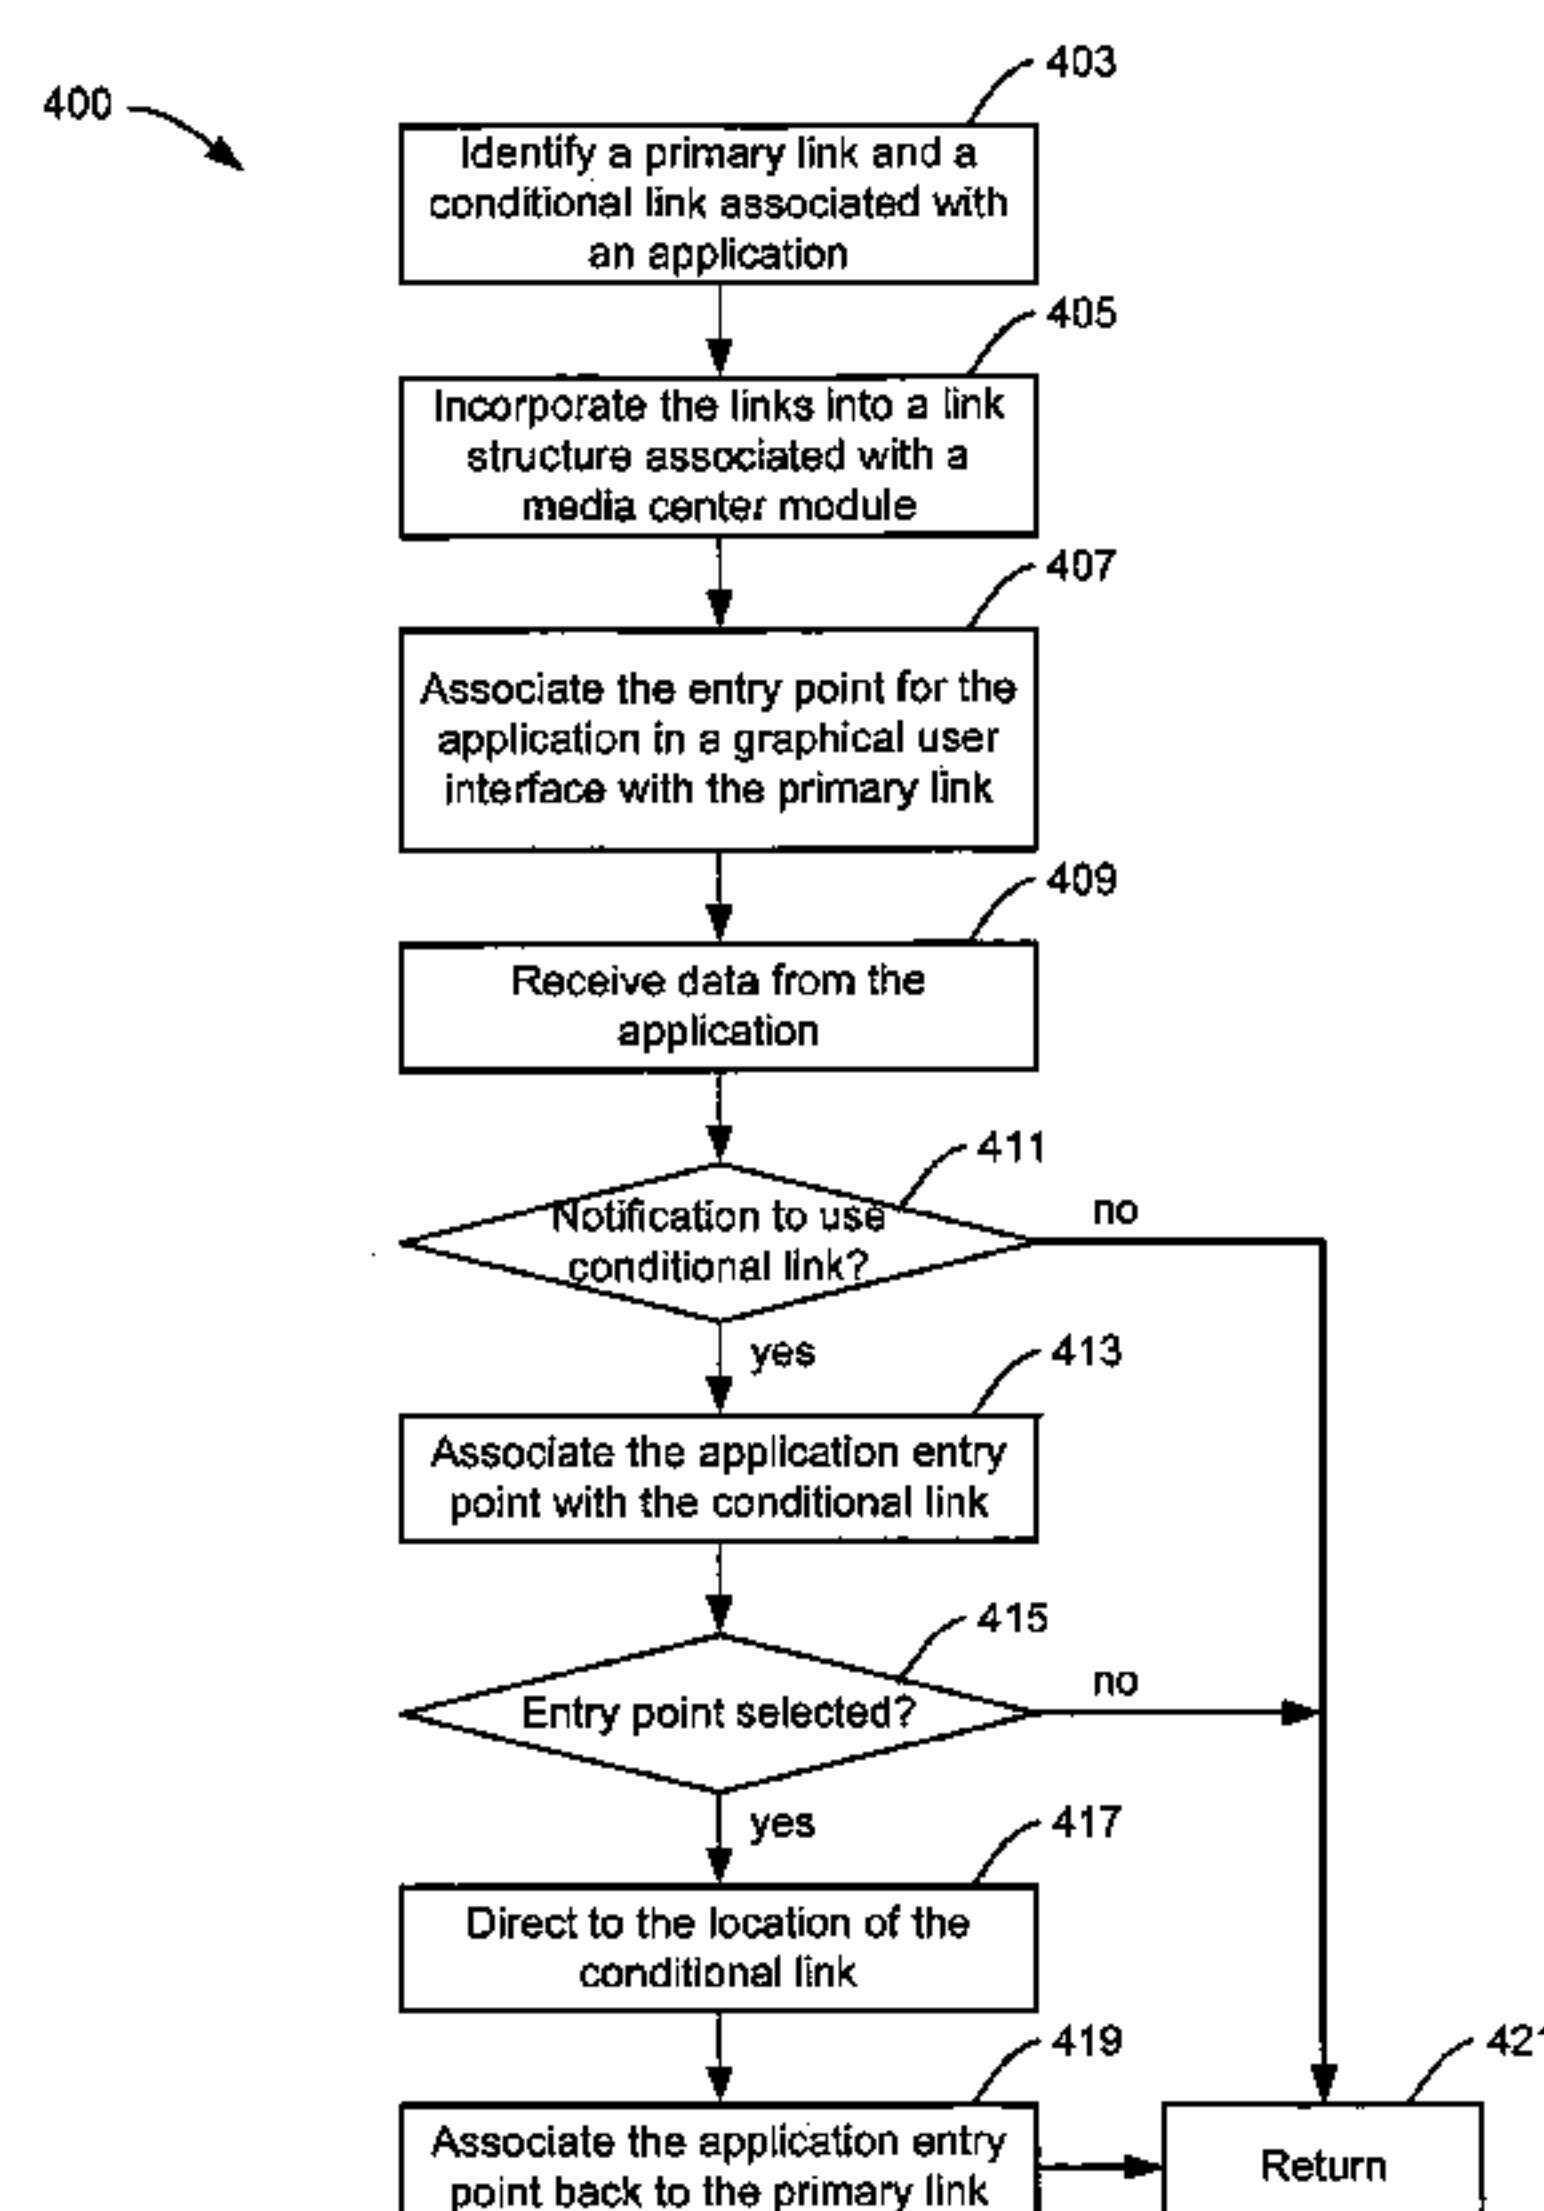 400
403
Identify a primary link and a
conditional link associated with
an application
405
Incorporate the links into a link
structure associated with a
media center module
407
Associate the entry point for the
application in a graphical user
interface with the primary link
409
Receive data from the
application
411
Notification to use
conditional link?
no
yes
413
Associate the application entry
point with the conditional link
415
Entry point selected?
no
yes
417
Direct to the location of the
conditional link
419
Associate the application entry
point back to the primary link
421
Return